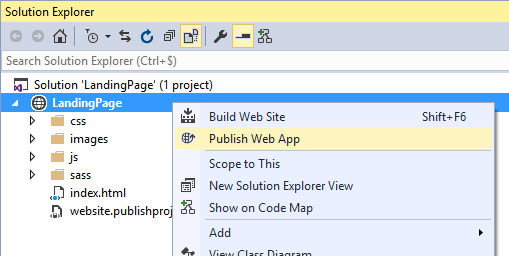 Solution Explorer
Search Solution Explorer (Ctrl+$)
Solution 'LandingPage' (1 project)
LandingPage
css
images
js
sass
index.html
website.publishproj
Build Web Site Shift+F6
Publish Web App
Scope to This
New Solution Explorer View
Show on Code Map
Add
View Class Diagram